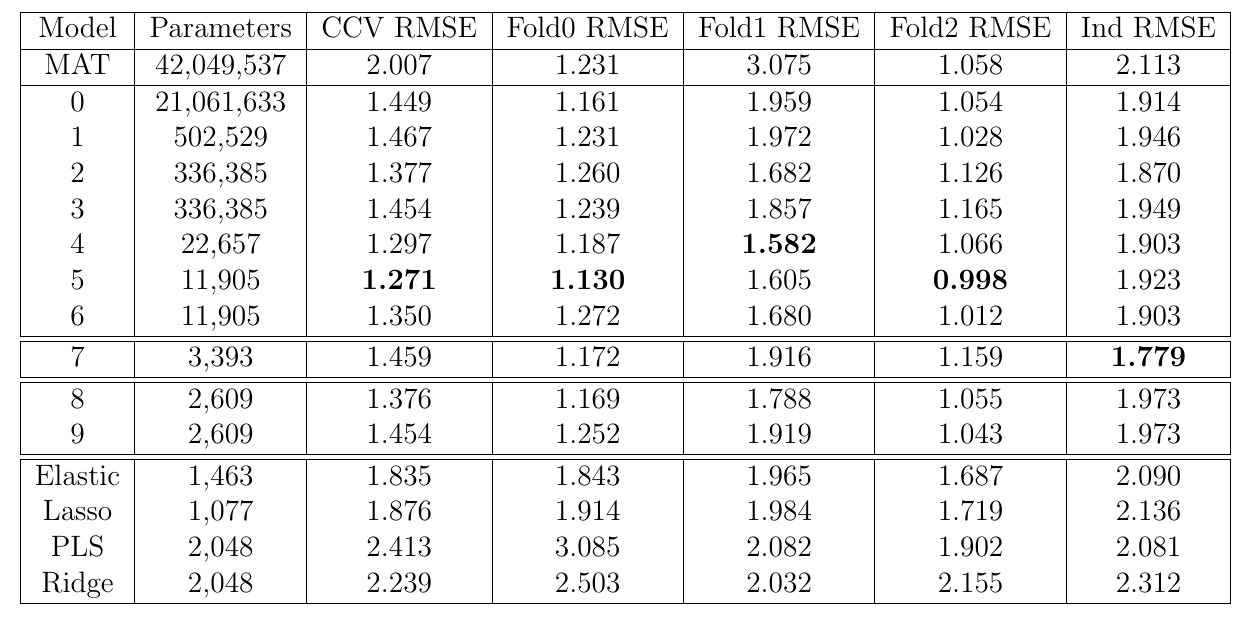 Model Parameters CCV RMSE Fold0 RMSE Fold1 RMSE Fold2 RMSE Ind RMSE
MAT 42,049,537 2.007 1.231 3.075 1.058 2.113
0 21,061,633 1.449 1.161 1.959 1.054 1.914
1 502,529 1.467 1.231 1.972 1.028 1.946
2 336,385 1.377 1.260 1.682 1.126 1.870
3 336,385 1.454 1.239 1.857 1.165 1.949
4 22,657 1.297 1.187 1.582 1.066 1.903
5 11,905 1.271 1.130 1.605 0.998 1.923
6 11,905 1.350 1.272 1.680 1.012 1.903
7 3,393 1.459 1.172 1.916 1.159 1.779
8 2,609 1.376 1.169 1.788 1.055 1.973
9 2,609 1.454 1.252 1.919 1.043 1.973
Elastic 1,463 1.835 1.843 1.965 1.687 2.090
Lasso 1,077 1.876 1.914 1.984 1.719 2.136
PLS 2,048 2.413 3.085 2.082 1.902 2.081
Ridge 2,048 2.239 2.503 2.032 2.155 2.312